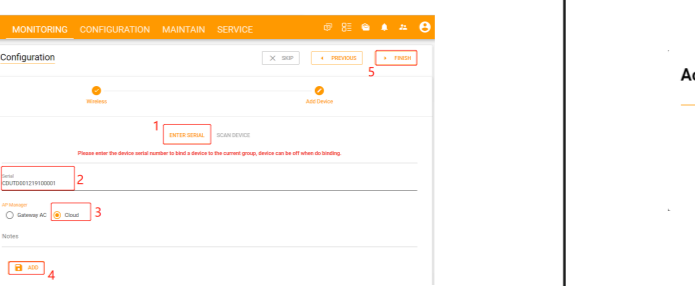 MONITORING CONFIGURATION MAINTAIN SERVICE
Configuration
SKIP PREVIOUS FINISH
5
Wireless Add Device
1
ENTER SERIAL SCAN DEVICE
Please enter the device serial number to bind a device to the current group, device can be off when do binding.
Serial
CDUTD001219100001
2
AP Manager
Gateway AC Cloud
3
Notes
ADD
4